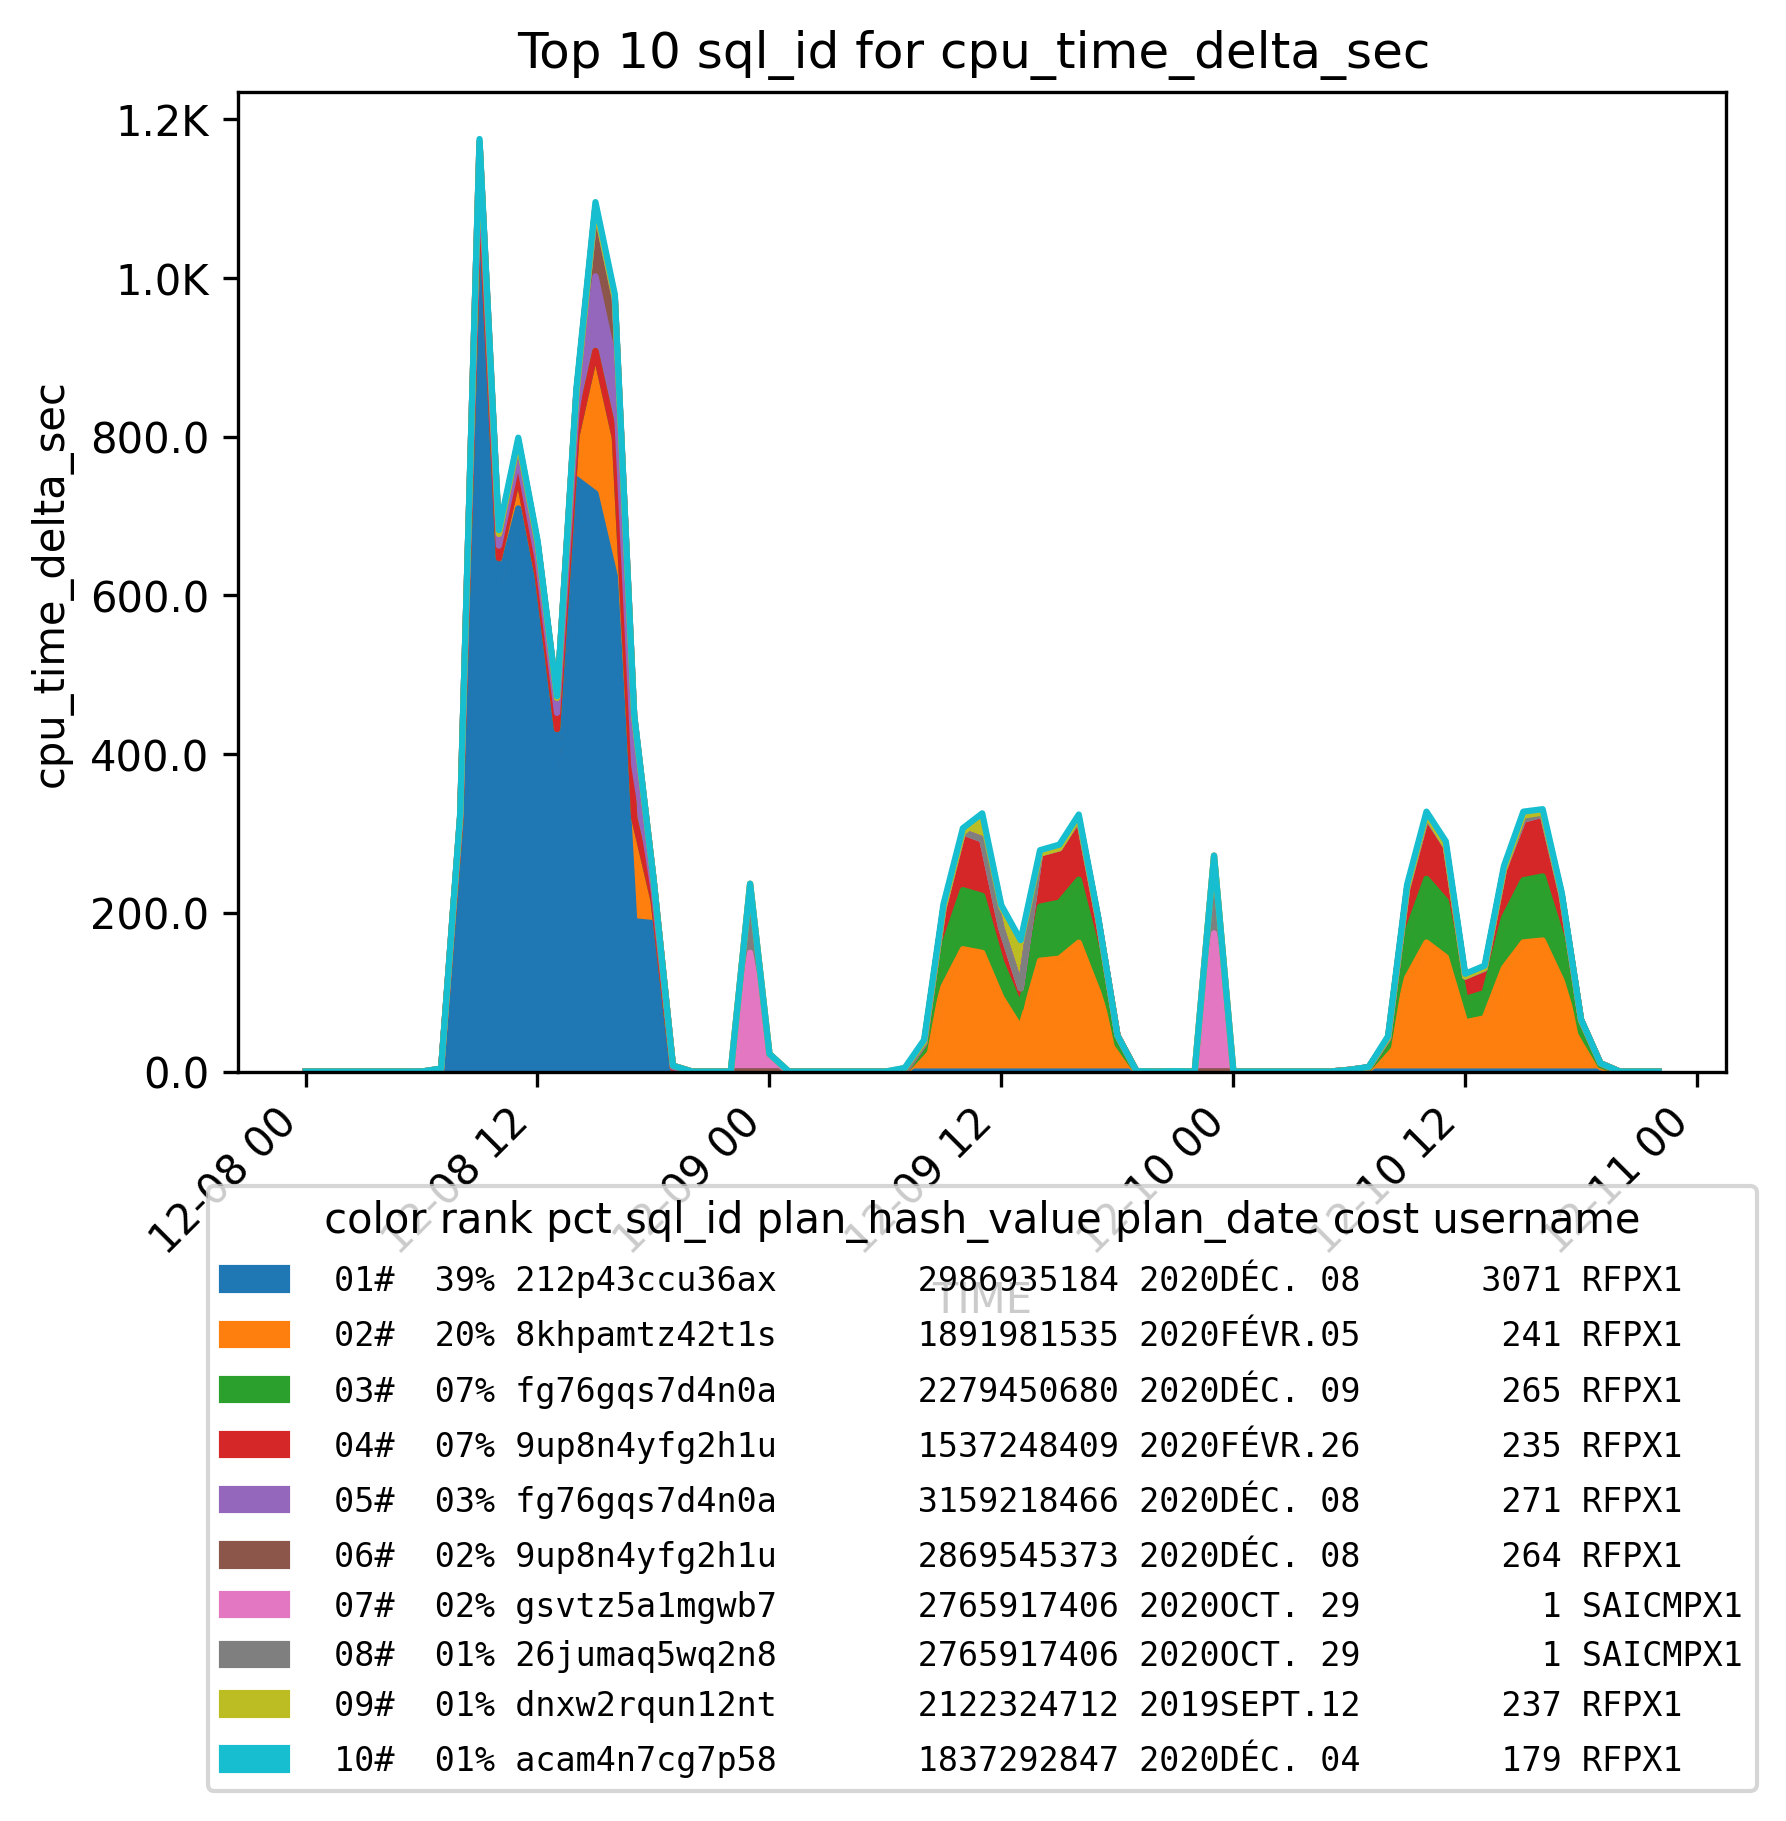 Top 10 sql_id for cpu_time_delta_sec
cpu_time_delta_sec
1.2K
1.0K
800.0
600.0
400.0
200.0
0.0
12-08 00
12-08 12
12-09 00
12-09 12
12-10 00
12-10 12
12-11 00
TIME
color rank pct sql_id plan_hash_value plan_date cost username
01# 39% 212p43ccu36ax 2986935184 2020DÉC. 08 3071 RFPX1
02# 20% 8khpamtz42t1s 1891981535 2020FÉVR.05 241 RFPX1
03# 07% fg76gqs7d4n0a 2279450680 2020DÉC. 09 265 RFPX1
04# 07% 9up8n4yfg2h1u 1537248409 2020FÉVR.26 235 RFPX1
05# 03% fg76gqs7d4n0a 3159218466 2020DÉC. 08 271 RFPX1
06# 02% 9up8n4yfg2h1u 2869545373 2020DÉC. 08 264 RFPX1
07# 02% gsvtz5a1mgwb7 2765917406 2020OCT. 29 1 SAICMPX1
08# 01% 26jumaq5wq2n8 2765917406 2020OCT. 29 1 SAICMPX1
09# 01% dnxw2rqun12nt 2122324712 2019SEPT.12 237 RFPX1
10# 01% acam4n7cg7p58 1837292847 2020DÉC. 04 179 RFPX1